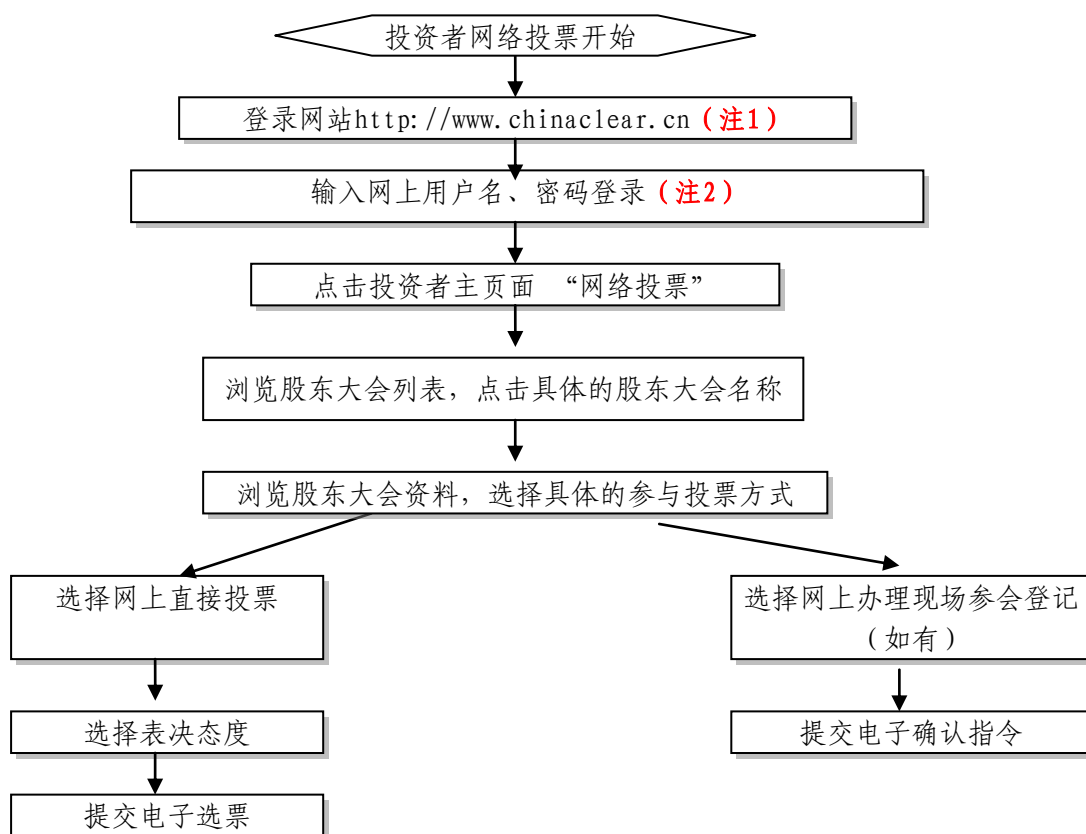 投资者网络投票开始
登录网站http://www.chinaclear.cn（注1）
输入网上用户名、密码登录（注2）
点击投资者主页面 “网络投票”
浏览股东大会列表，点击具体的股东大会名称
浏览股东大会资料，选择具体的参与投票方式
选择网上直接投票
选择表决态度
提交电子选票
选择网上办理现场参会登记
（如有）
提交电子确认指令